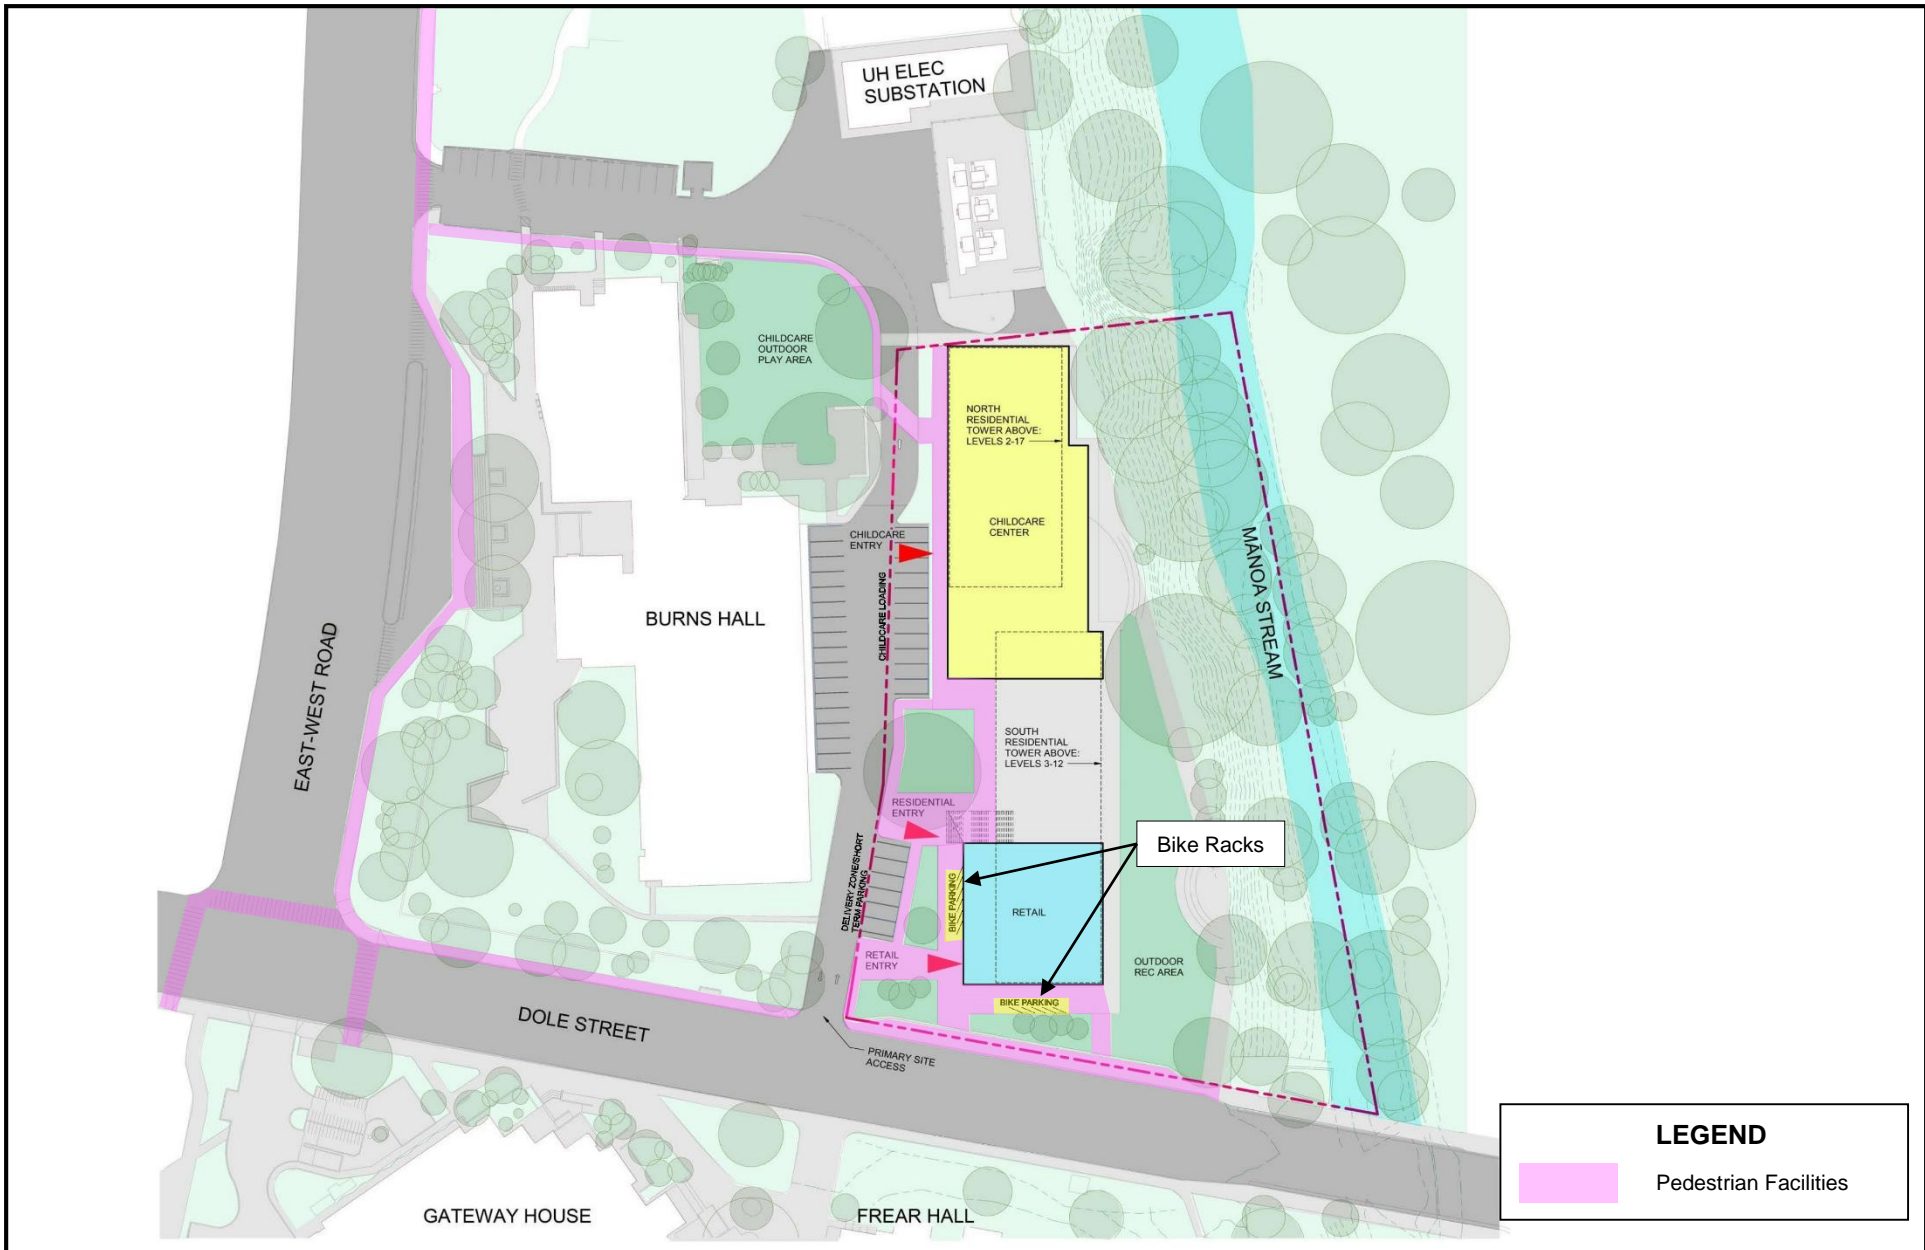 UH ELEC
SUBSTATION
CHILDCARE
OUTDOOR
PLAY AREA
NORTH
RESIDENTIAL
TOWER ABOVE:
LEVELS 2-17
CHILDCARE
CENTER
CHILDCARE
ENTRY
CHILDCARE LOADING
MĀNOA STREAM
BURNS HALL
EAST-WEST ROAD
SOUTH
RESIDENTIAL
TOWER ABOVE:
LEVELS 3-12
RESIDENTIAL
ENTRY
DELIVERY ZONE/SHORT
TERM PARKING
Bike Racks
BIKE PARKING
RETAIL
RETAIL
ENTRY
OUTDOOR
REC AREA
BIKE PARKING
DOLE STREET
PRIMARY SITE
ACCESS
GATEWAY HOUSE
FREAR HALL
LEGEND
Pedestrian Facilities